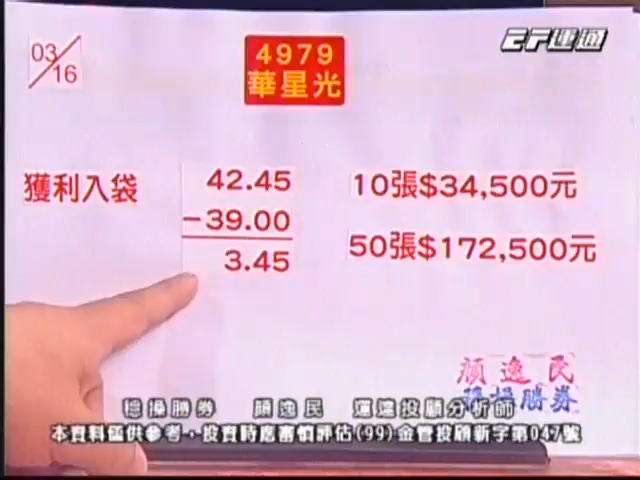 03/16
4979
華星光
EF運通
獲利入袋
42.45
-39.00
3.45
10張$34,500元
50張$172,500元
顏逸民
穩操勝券
穩操勝券 顏逸民 運達投顧分析師
本資料僅供參考，投資時應審慎評估(99)金管投顧新字第047號